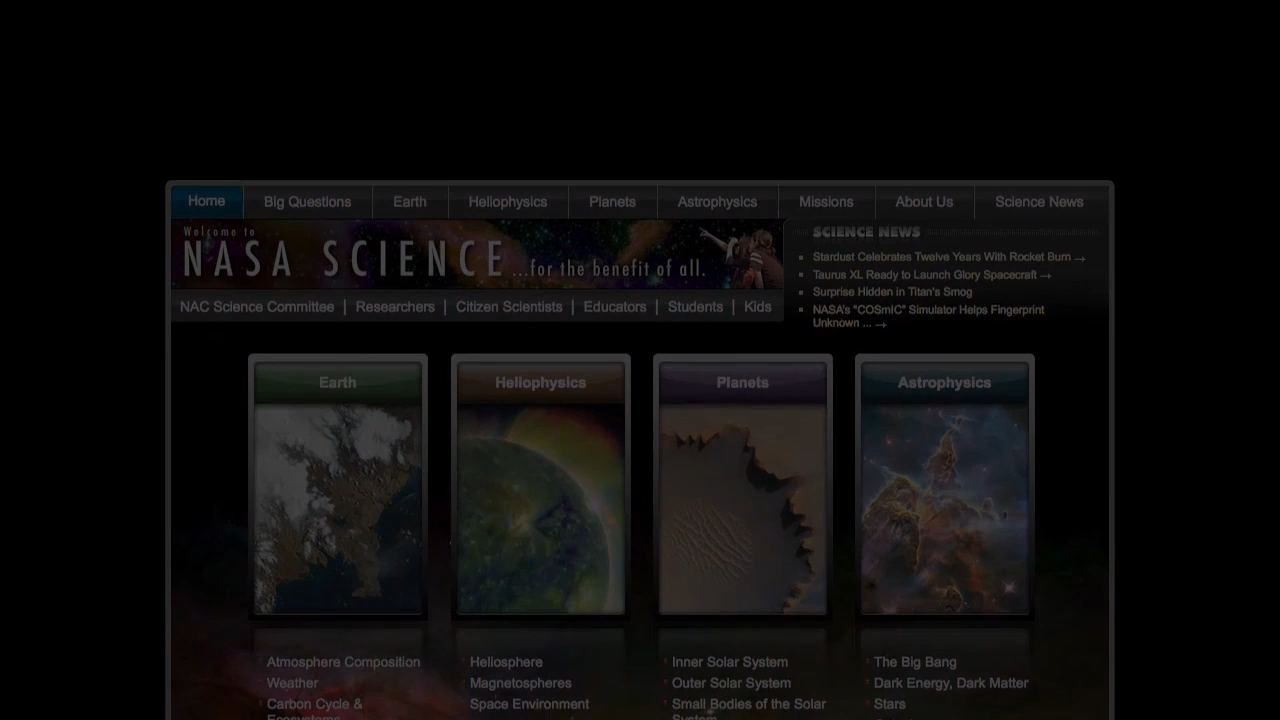 Home Big Questions Earth Heliophysics Planets Astrophysics Missions About Us Science News
Welcome to
NASA SCIENCE ...for the benefit of all.
SCIENCE NEWS
Stardust Celebrates Twelve Years With Rocket Burn →
Taurus XL Ready to Launch Glory Spacecraft →
Surprise Hidden in Titan's Smog
NASA's "COSmIC" Simulator Helps Fingerprint
Unknown ... →
NAC Science Committee | Researchers | Citizen Scientists | Educators | Students | Kids
Earth Heliophysics Planets Astrophysics
Atmosphere Composition
Weather
Carbon Cycle &
Ecosystems
Heliosphere
Magnetospheres
Space Environment
Inner Solar System
Outer Solar System
Small Bodies of the Solar
System
The Big Bang
Dark Energy, Dark Matter
Stars